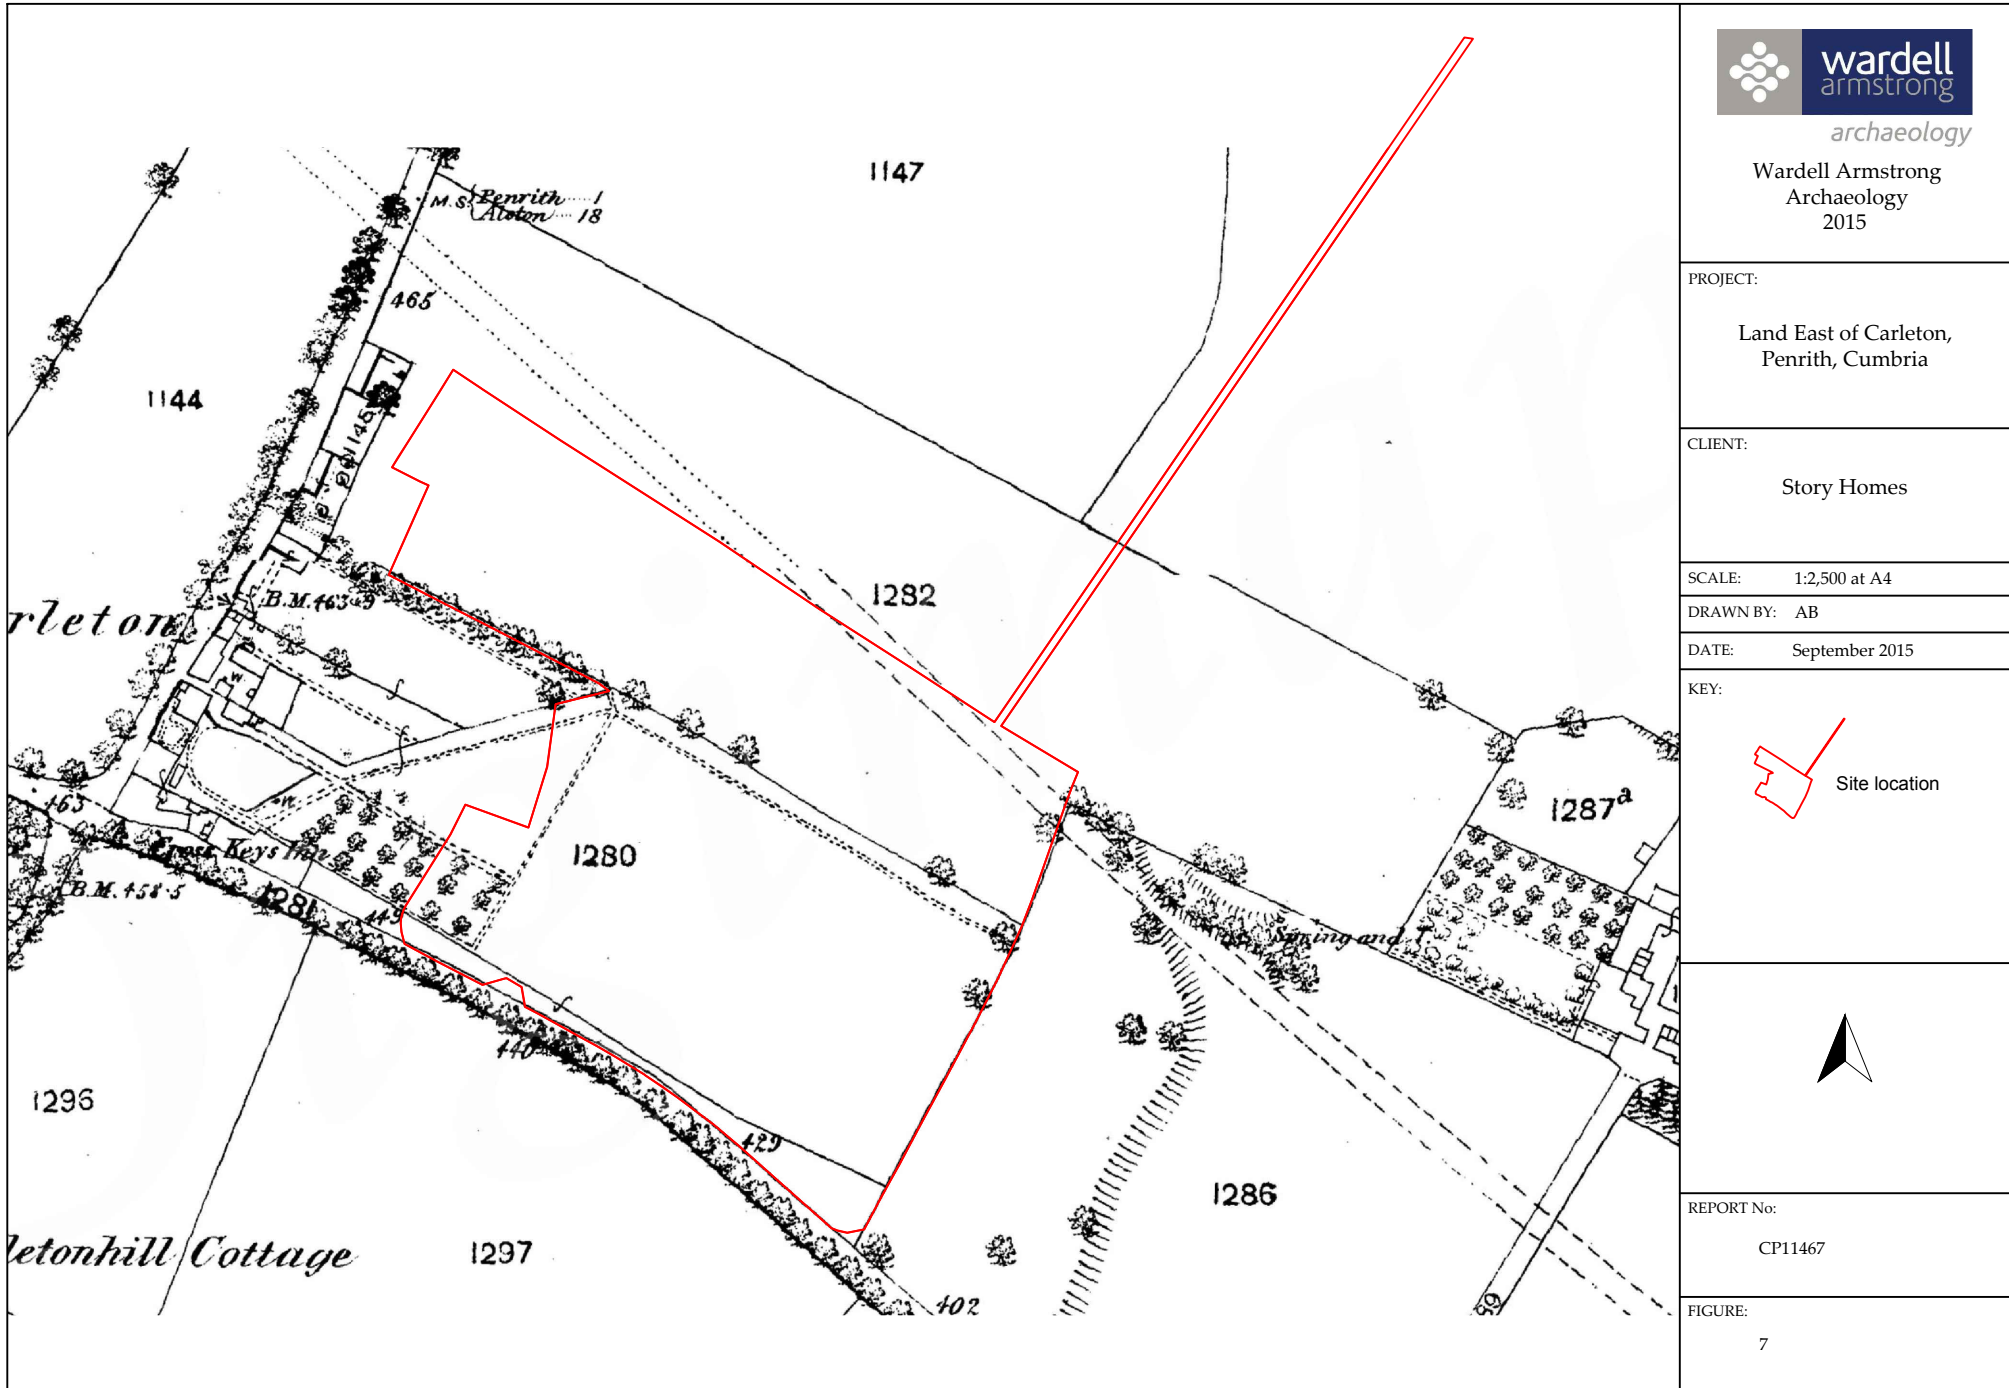 1147
M.S. Penrith 1
Alston 18
465
1144
1145
1282
B.M. 463·9
rleton
W
463
Cross Keys Inn
B.M. 458·5
1281
449
1280
1287a
Spring and T.
440
1296
429
1286
letonhill Cottage
1297
402
wardell
armstrong
archaeology
Wardell Armstrong
Archaeology
2015
PROJECT:
Land East of Carleton,
Penrith, Cumbria
CLIENT:
Story Homes
SCALE: 1:2,500 at A4
DRAWN BY: AB
DATE: September 2015
KEY:
Site location
REPORT No:
CP11467
FIGURE:
7